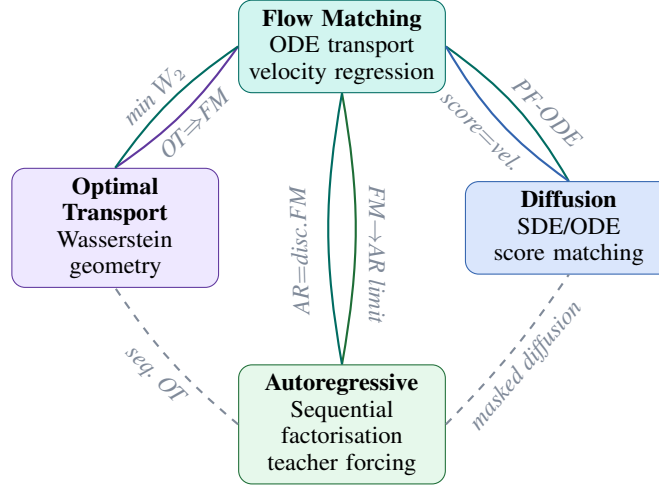 Flow Matching
ODE transport
velocity regression
min W₂
OT⇒FM
PF-ODE
score=vel.
Optimal
Transport
Wasserstein
geometry
Diffusion
SDE/ODE
score matching
AR=disc.FM
FM→AR limit
seq. OT
masked diffusion
Autoregressive
Sequential
factorisation
teacher forcing